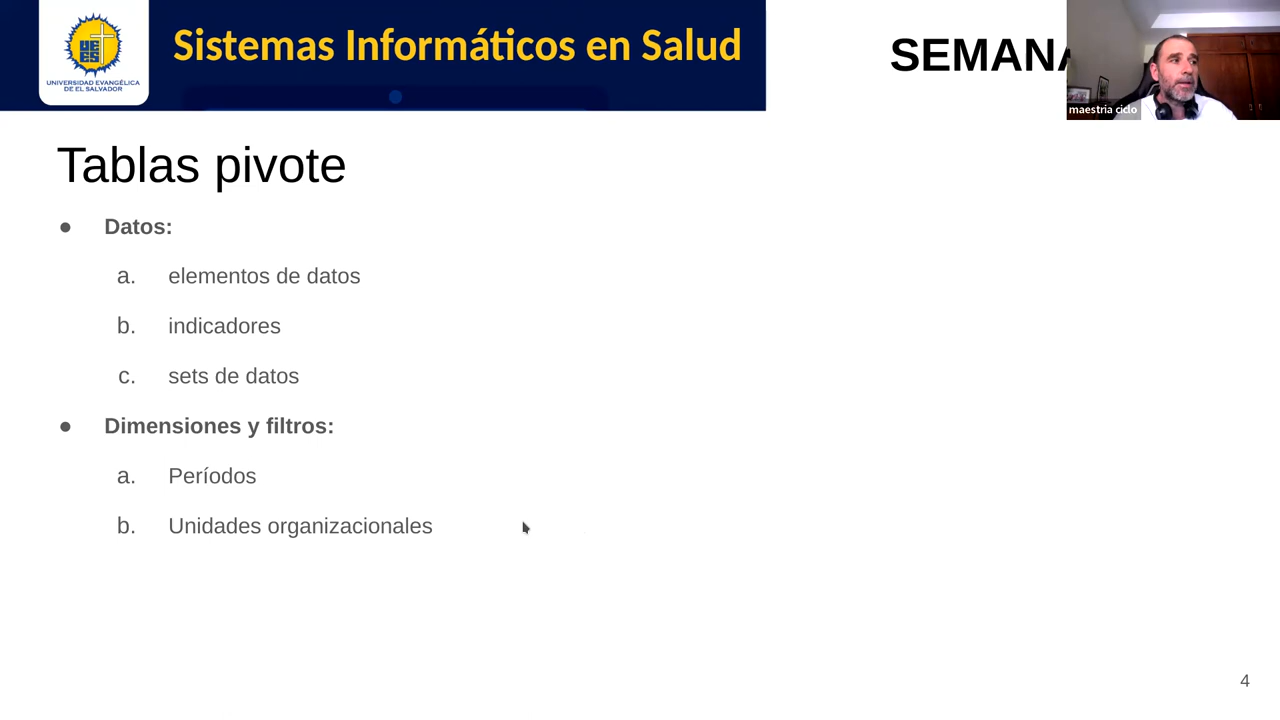 Sistemas Informáticos en Salud
SEMANA
UNIVERSIDAD EVANGÉLICA
DE EL SALVADOR
maestria ciclo
Tablas pivote
● Datos:
a. elementos de datos
b. indicadores
c. sets de datos
● Dimensiones y filtros:
a. Períodos
b. Unidades organizacionales
4